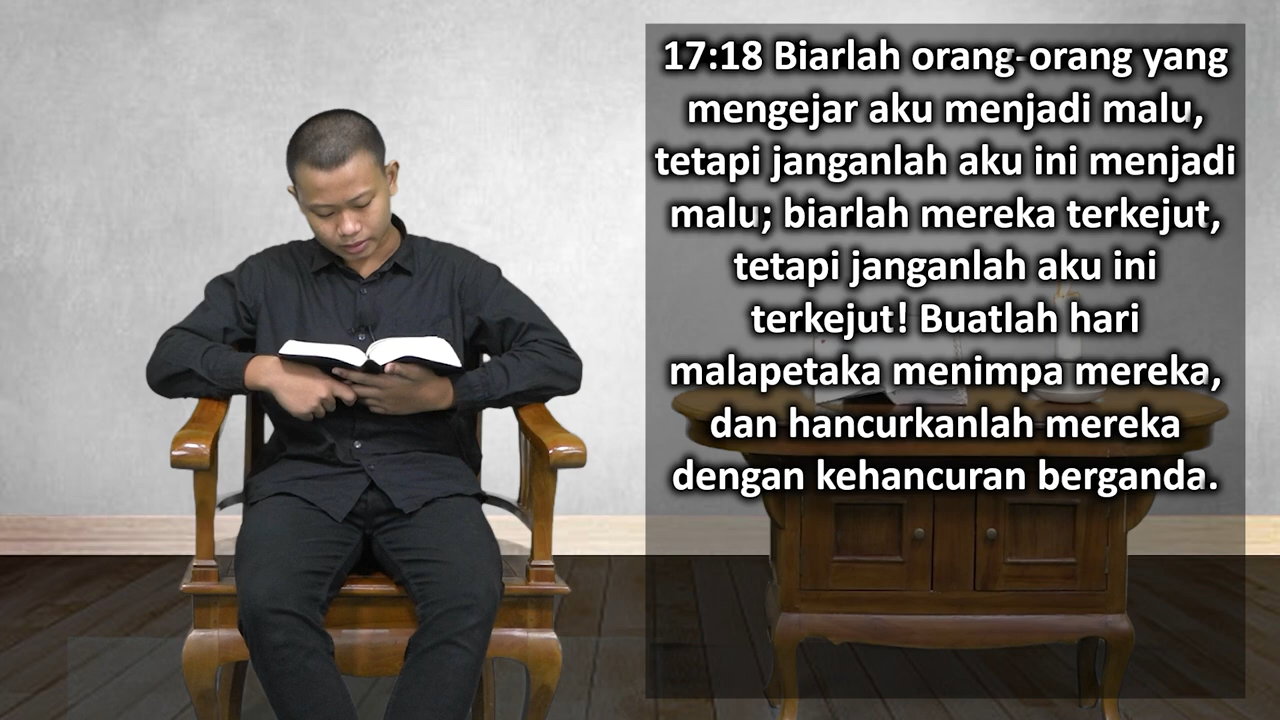 17:18 Biarlah orang-orang yang
mengejar aku menjadi malu,
tetapi janganlah aku ini menjadi
malu; biarlah mereka terkejut,
tetapi janganlah aku ini
terkejut! Buatlah hari
malapetaka menimpa mereka,
dan hancurkanlah mereka
dengan kehancuran berganda.